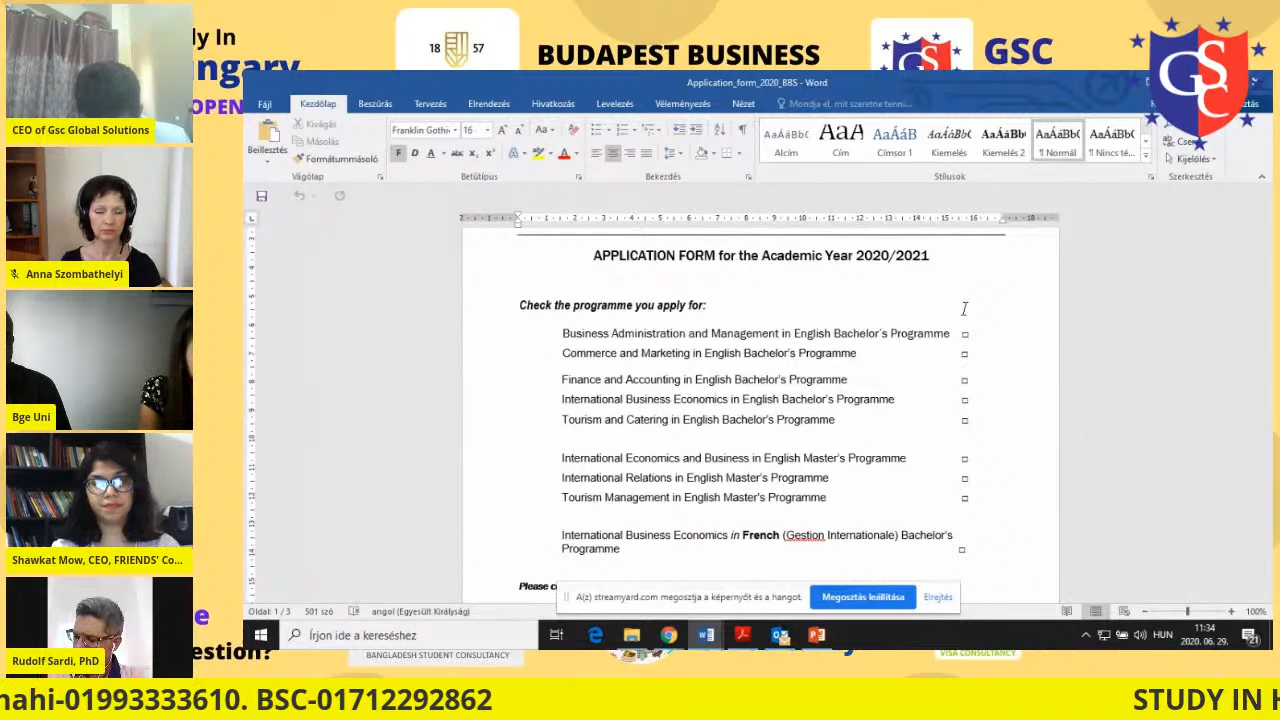 ly In
ngary
OPEN
18 57
BUDAPEST BUSINESS
GSC
GSC
CEO of Gsc Global Solutions
Anna Szombathelyi
Bge Uni
Shawkat Mow, CEO, FRIENDS' Co...
Rudolf Sardi, PhD
Application_form_2020_BBS - Word
Fájl Kezdőlap Beszúrás Tervezés Elrendezés Hivatkozás Levelezés Véleményezés Nézet Mondja el, mit szeretne tenni...
Beillesztés
Kivágás
Másolás
Formátummásoló
Vágólap
Franklin Gothi 16
Betűtípus
Bekezdés
AaÁáBb( Alcím
AaA Cím
AaÁáB Címsor 1
AaÁáBb( Kiemelés
AaÁáBb( Kiemelés 2
AaÁáBb( ¶ Normál
AaÁáBb( ¶ Nincs té...
Stílusok
Kijelölés
Szerkesztés
APPLICATION FORM for the Academic Year 2020/2021
Check the programme you apply for:
Business Administration and Management in English Bachelor's Programme □
Commerce and Marketing in English Bachelor's Programme □
Finance and Accounting in English Bachelor's Programme □
International Business Economics in English Bachelor's Programme □
Tourism and Catering in English Bachelor's Programme □
International Economics and Business in English Master's Programme □
International Relations in English Master's Programme □
Tourism Management in English Master's Programme □
International Business Economics in French (Gestion Internationale) Bachelor's
Programme □
Please c
A(z) streamyard.com megosztja a képernyőt és a hangot. Megosztás leállítása Elrejtés
Oldal: 1 / 3 501 szó angol (Egyesült Királyság) 100%
Írjon ide a kereséshez
HUN
11:34
2020. 06. 29.
21
e
estion?
BANGLADESH STUDENT CONSULTANCY
VISA CONSULTANCY
nahi-01993333610. BSC-01712292862
STUDY IN H